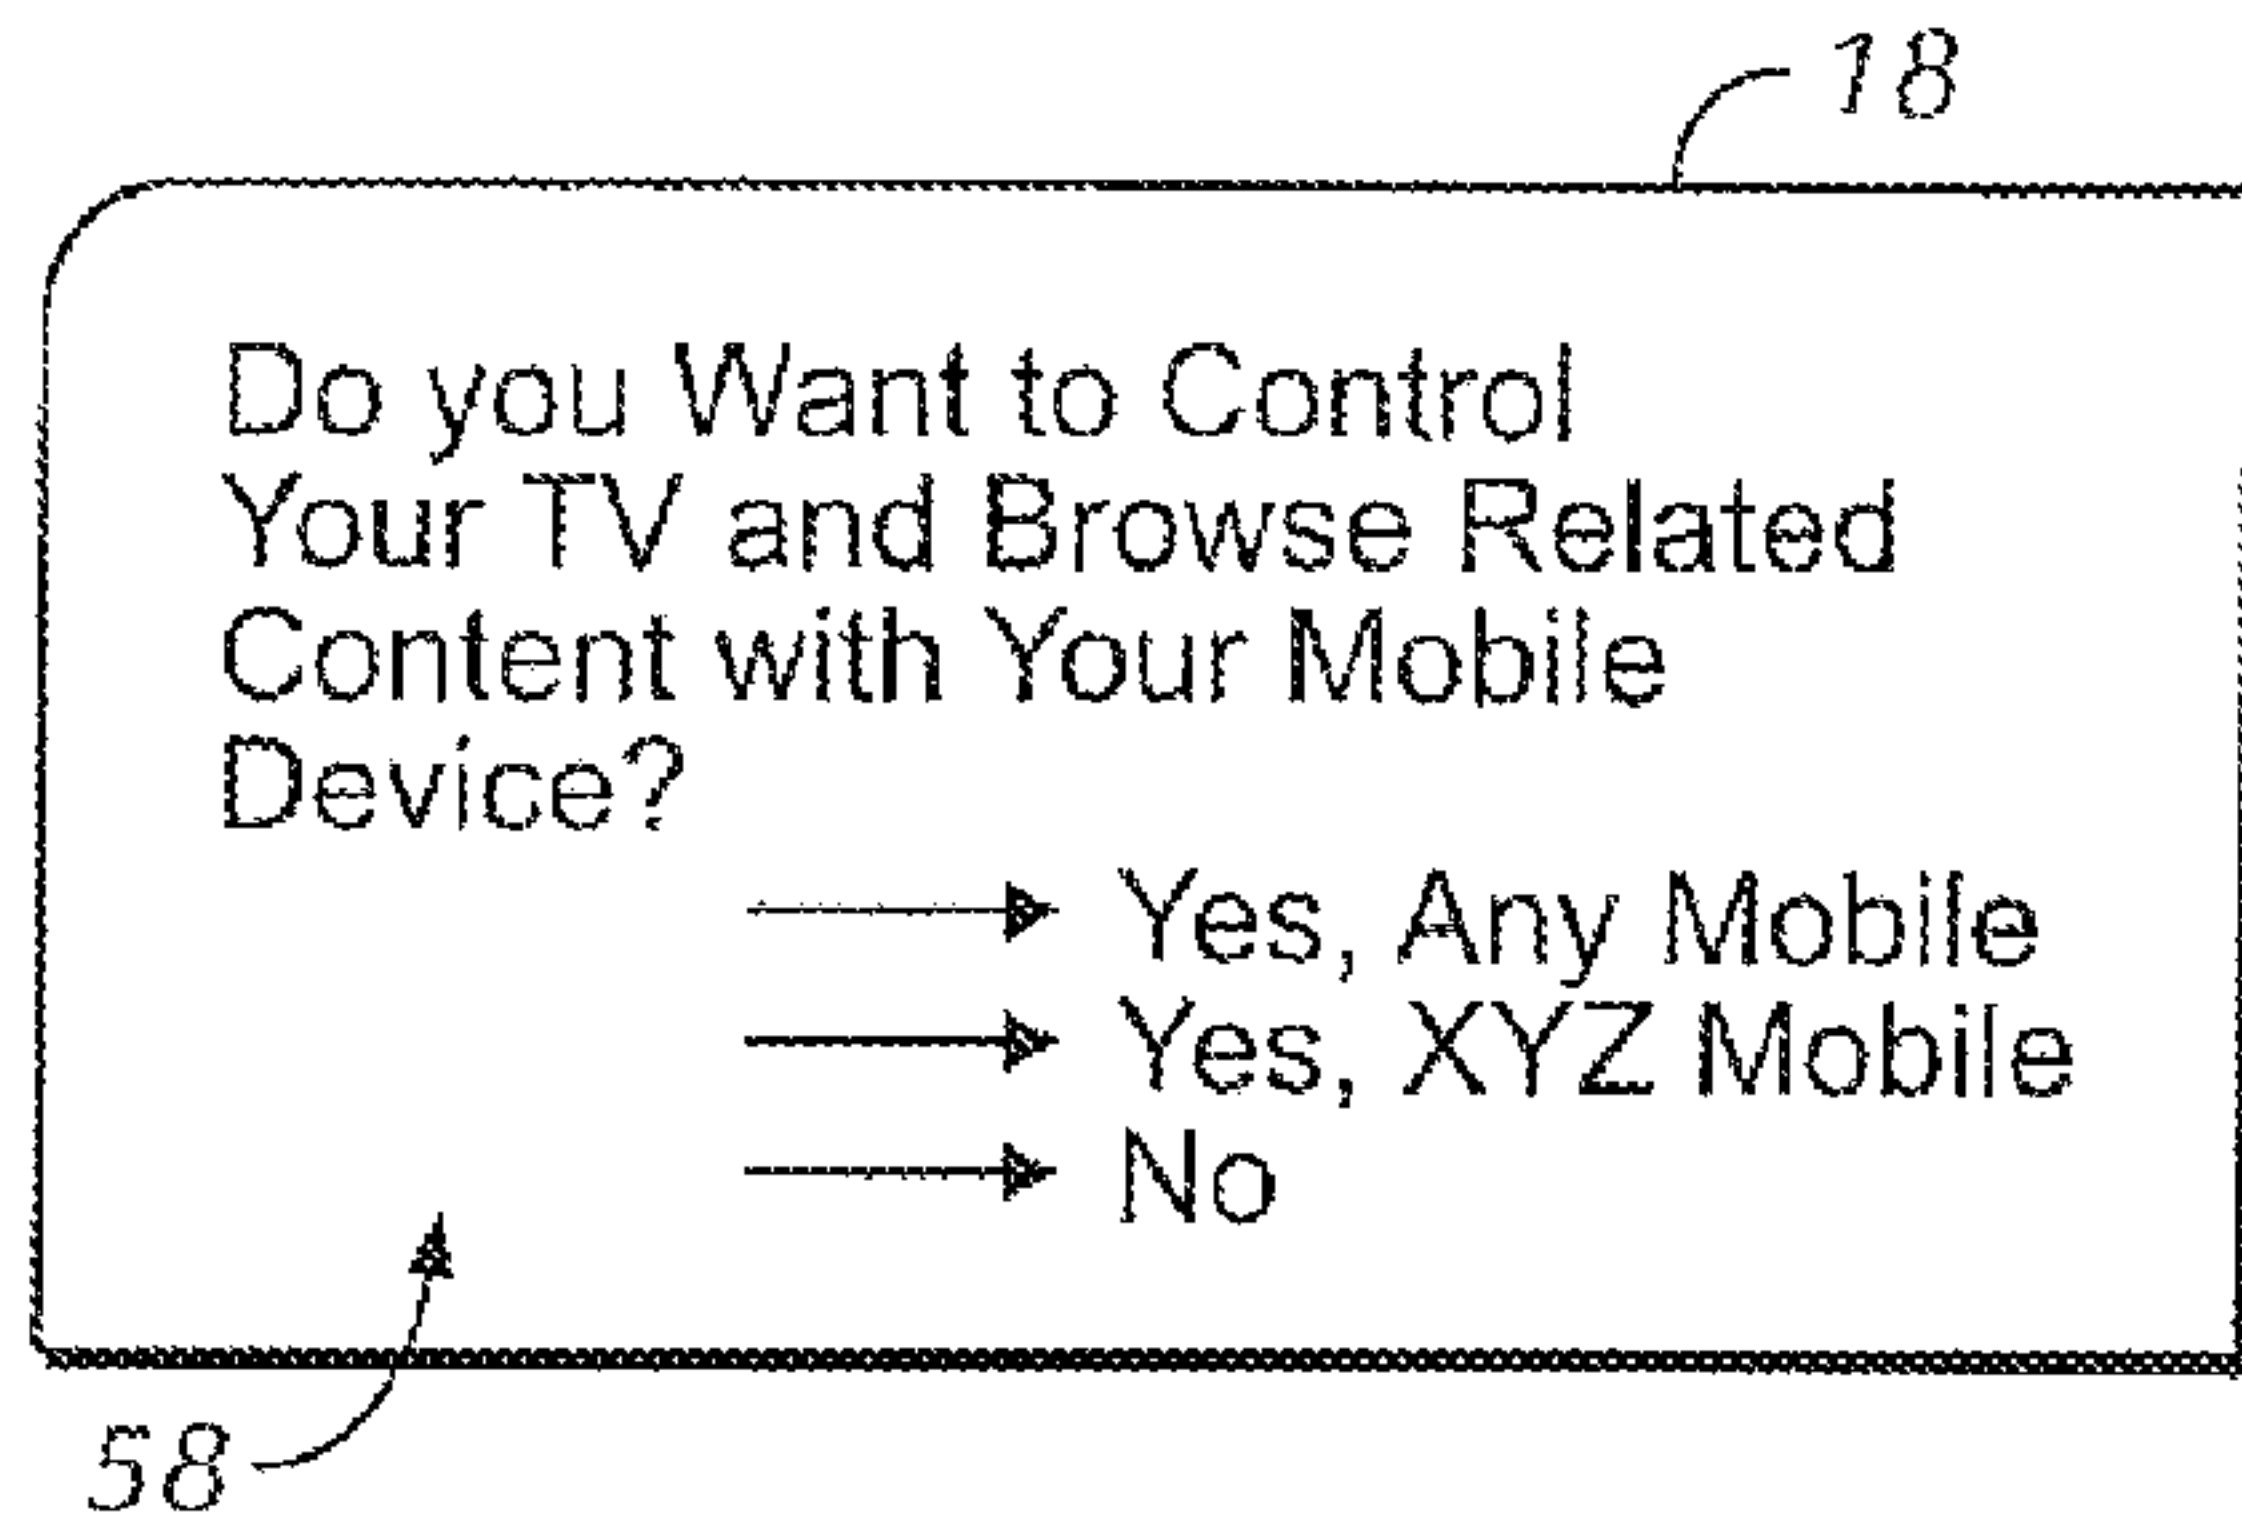 18
Do you Want to Control
Your TV and Browse Related
Content with Your Mobile
Device?
Yes, Any Mobile
Yes, XYZ Mobile
No
58